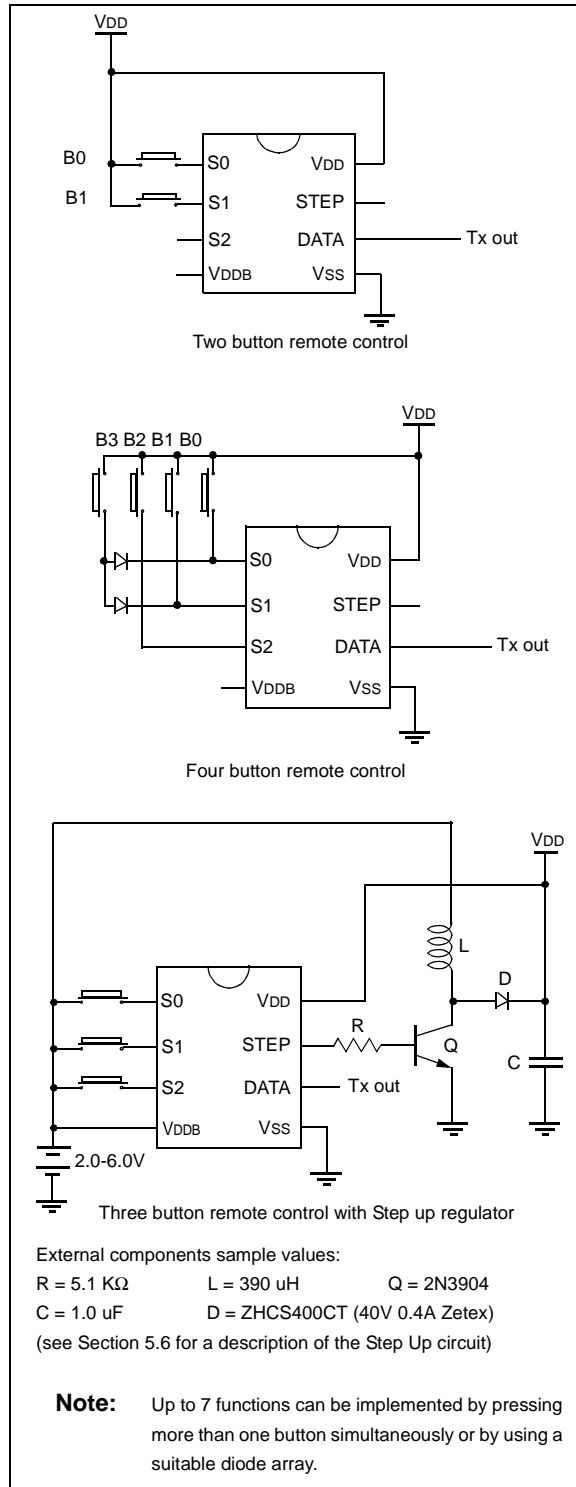 VDD
B0
B1
S0
S1
S2
VDDB
VDD
STEP
DATA
VSS
Tx out
Two button remote control
VDD
B3 B2 B1 B0
S0
S1
S2
VDDB
VDD
STEP
DATA
VSS
Tx out
Four button remote control
VDD
L
D
R
Q
C
S0
S1
S2
VDDB
VDD
STEP
DATA
VSS
Tx out
2.0-6.0V
Three button remote control with Step up regulator
External components sample values:
R = 5.1 KΩ L = 390 uH Q = 2N3904
C = 1.0 uF D = ZHCS400CT (40V 0.4A Zetex)
(see Section 5.6 for a description of the Step Up circuit)
Note: Up to 7 functions can be implemented by pressing
more than one button simultaneously or by using a
suitable diode array.